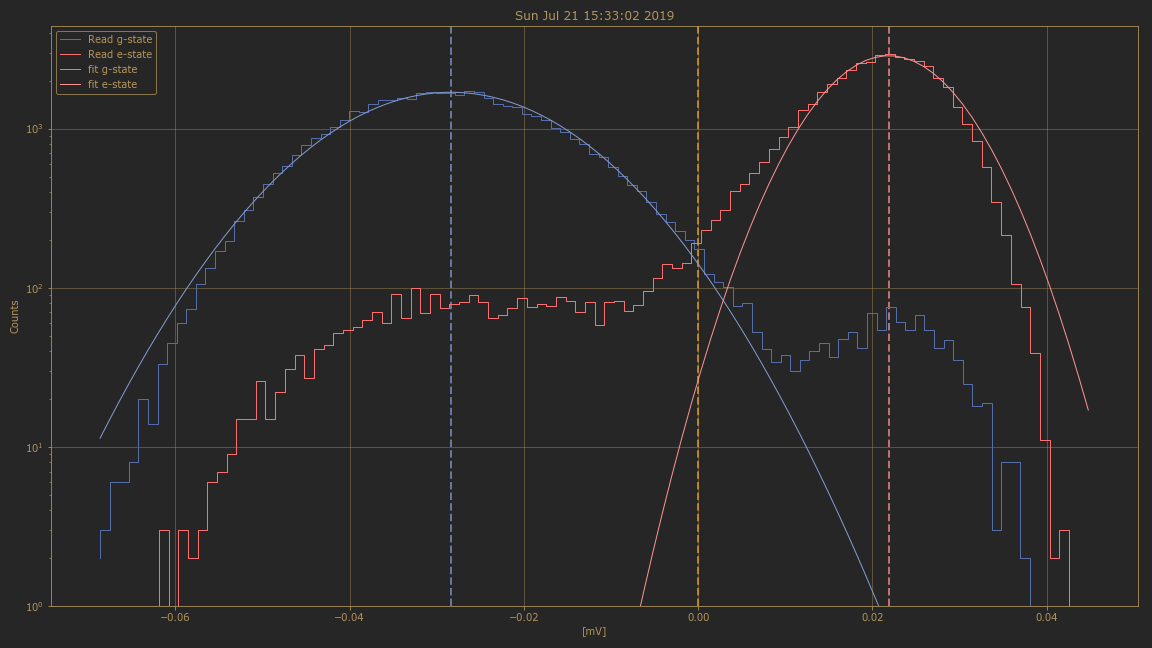 Sun Jul 21 15:33:02 2019
Read g-state
Read e-state
fit g-state
fit e-state
Counts
10³
10²
10¹
10⁰
−0.06
−0.04
−0.02
0.00
0.02
0.04
[mV]